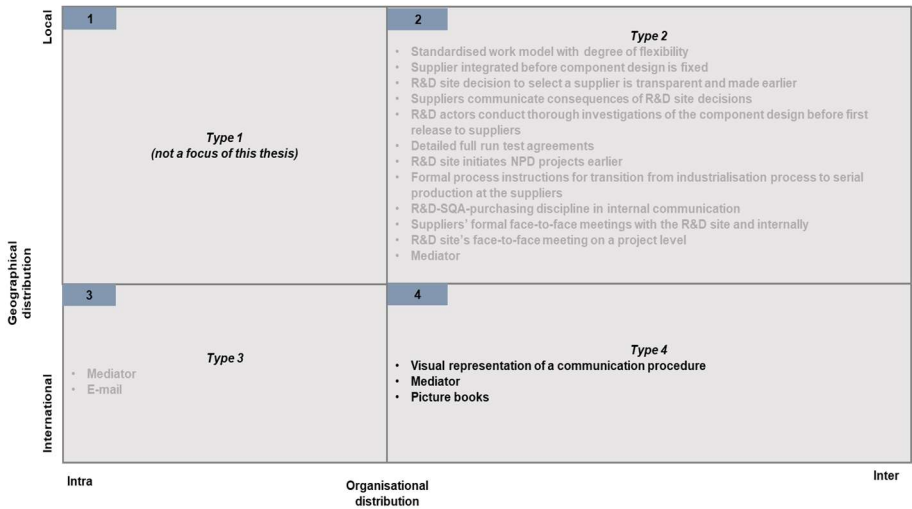 Local
1
2
Type 2
• Standardised work model with degree of flexibility
• Supplier integrated before component design is fixed
• R&D site decision to select a supplier is transparent and made earlier
• Suppliers communicate consequences of R&D site decisions
• R&D actors conduct thorough investigations of the component design before first
release to suppliers
• Detailed full run test agreements
• R&D site initiates NPD projects earlier
• Formal process instructions for transition from industrialisation process to serial
production at the suppliers
• R&D-SQA-purchasing discipline in internal communication
• Suppliers' formal face-to-face meetings with the R&D site and internally
• R&D site's face-to-face meeting on a project level
• Mediator
Type 1
(not a focus of this thesis)
Geographical
distribution
3
4
Type 3
• Mediator
• E-mail
Type 4
• Visual representation of a communication procedure
• Mediator
• Picture books
International
Intra
Organisational
distribution
Inter